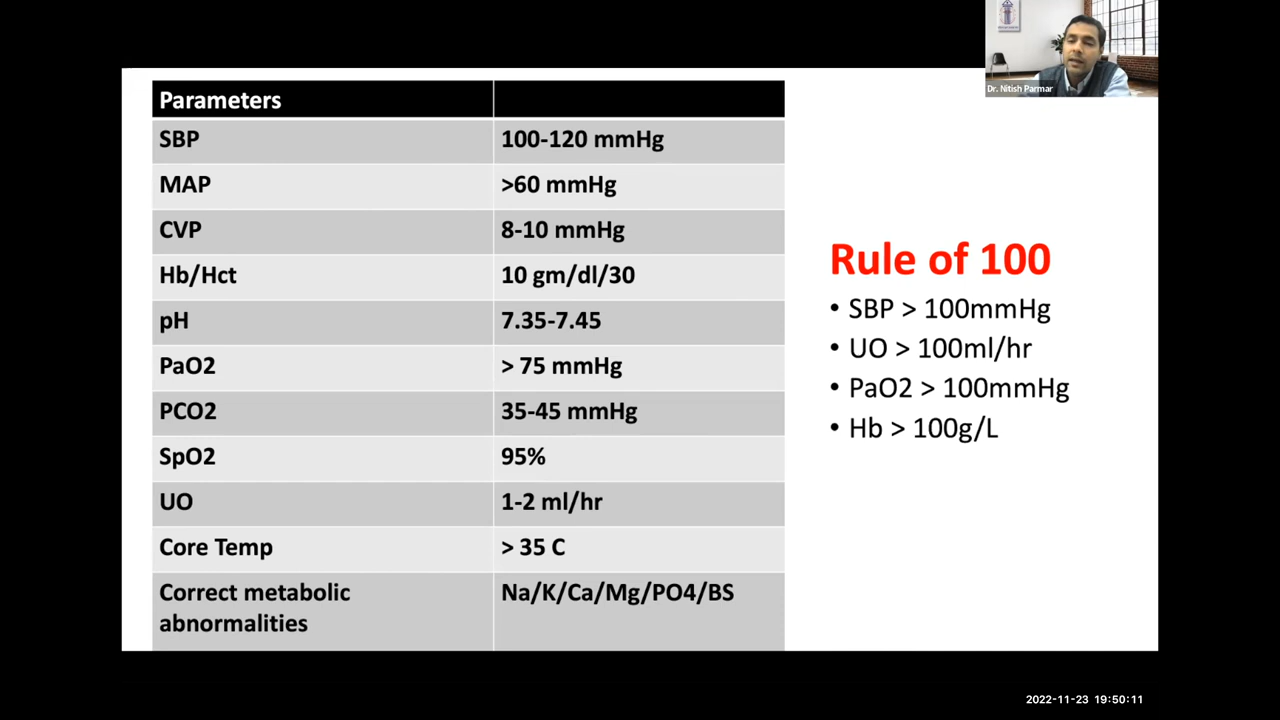 Dr. Nitish Parmar
Parameters
SBP 100-120 mmHg
MAP >60 mmHg
CVP 8-10 mmHg
Hb/Hct 10 gm/dl/30
pH 7.35-7.45
PaO2 > 75 mmHg
PCO2 35-45 mmHg
SpO2 95%
UO 1-2 ml/hr
Core Temp > 35 C
Correct metabolic Na/K/Ca/Mg/PO4/BS
abnormalities
Rule of 100
• SBP > 100mmHg
• UO > 100ml/hr
• PaO2 > 100mmHg
• Hb > 100g/L
2022-11-23 19:50:11